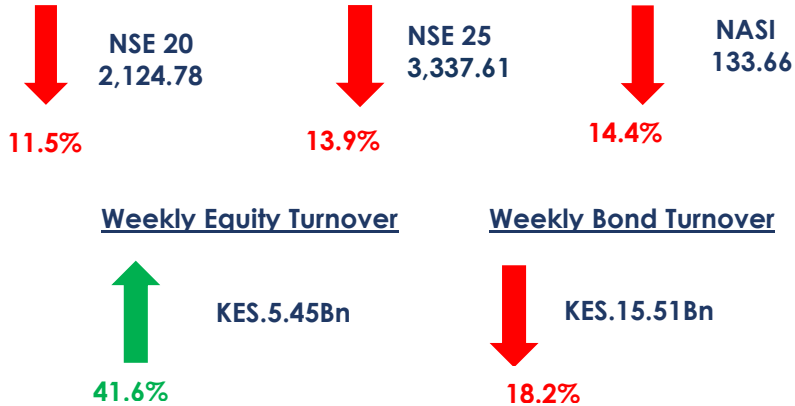 NSE 20
2,124.78
11.5%
NSE 25
3,337.61
13.9%
NASI
133.66
14.4%
Weekly Equity Turnover
KES.5.45Bn
41.6%
Weekly Bond Turnover
KES.15.51Bn
18.2%